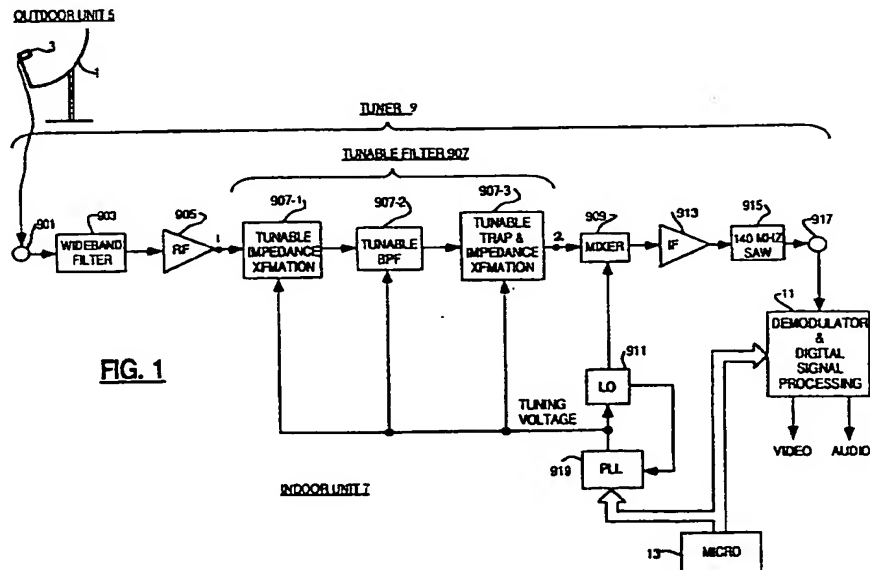 OUTDOOR UNIT 5
3
1
TUNER 9
TUNABLE FILTER 907
901
903
WIDEBAND
FILTER
905
RF
1
907-1
TUNABLE
IMPEDANCE
XFMATION
907-2
TUNABLE
BPF
907-3
TUNABLE
TRAP &
IMPEDANCE
XFMATION
2
909
MIXER
913
IF
915
140 MHZ
SAW
917
11
DEMODULATOR
&
DIGITAL
SIGNAL
PROCESSING
VIDEO
AUDIO
911
LO
TUNING
VOLTAGE
919
PLL
13
MICRO
FIG. 1
INDOOR UNIT 7